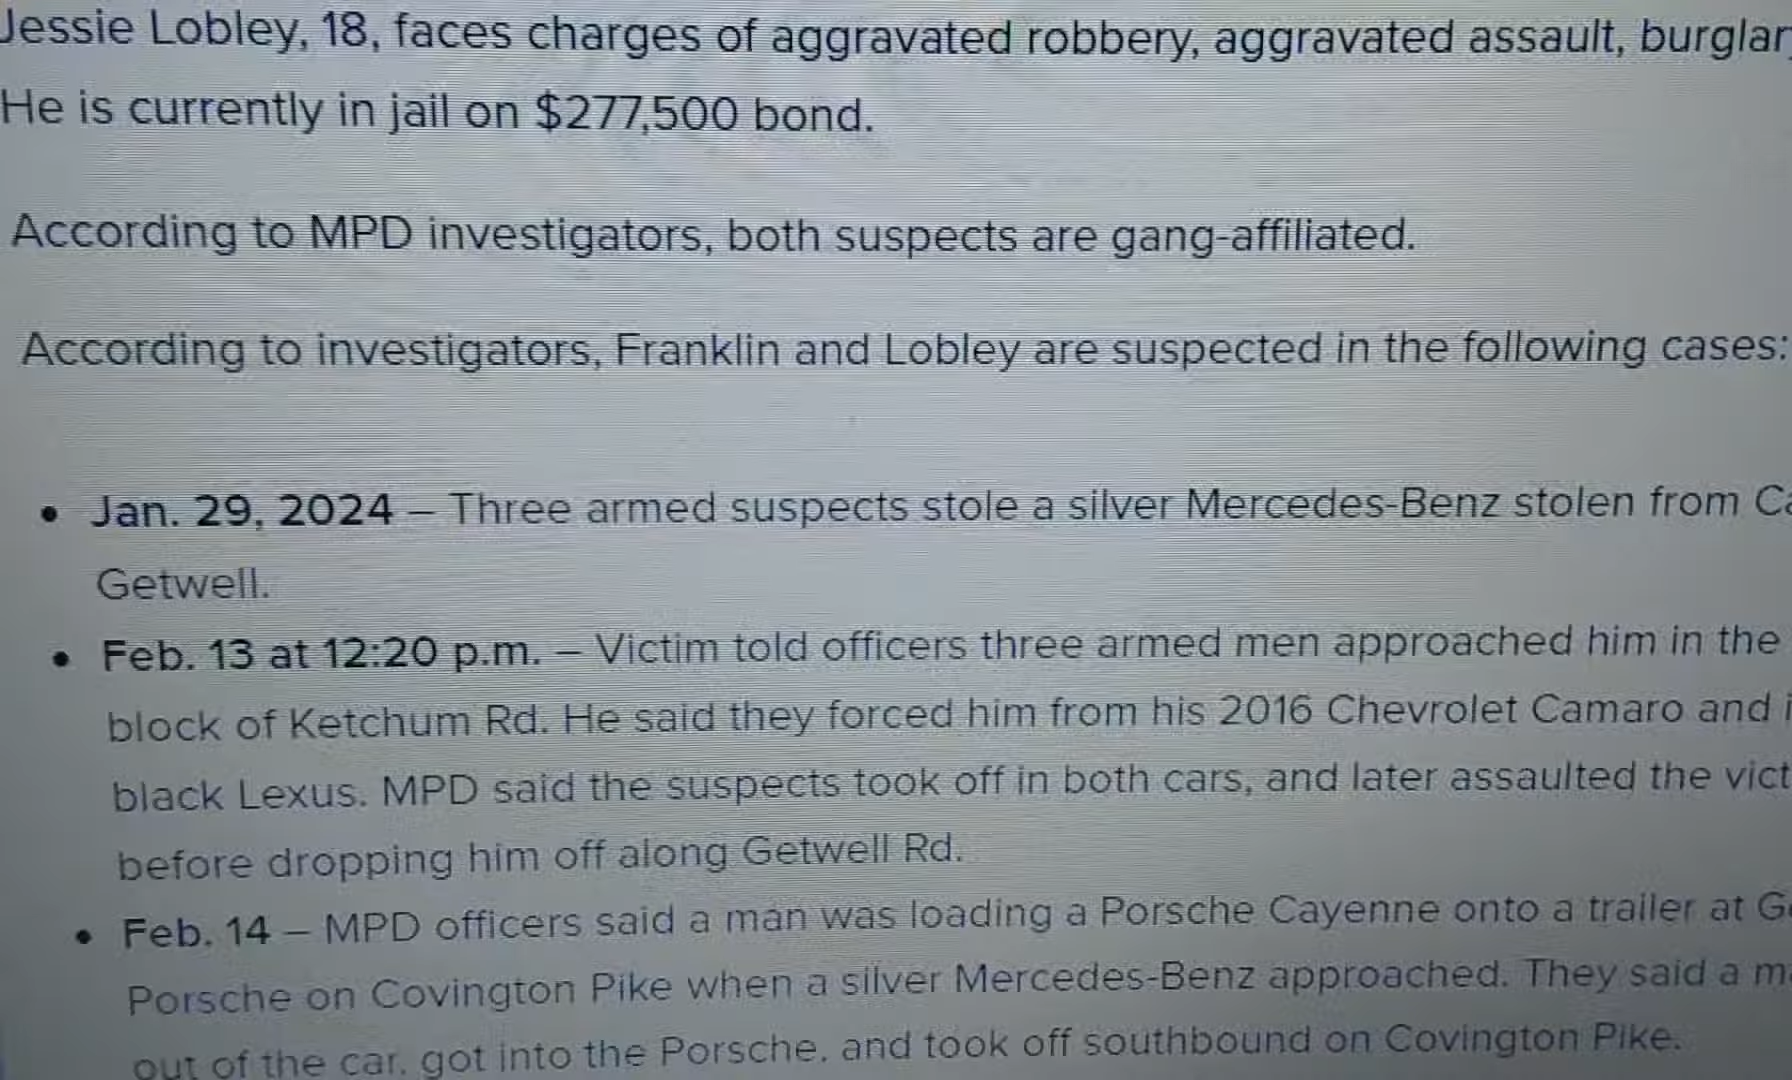 Jessie Lobley, 18, faces charges of aggravated robbery, aggravated assault,
He is currently in jail on $277,500 bond.
According to MPD investigators, both suspects are gang-affiliated.
According to investigators, Franklin and Lobley are suspected in the following cases:
• Jan. 29, 2024 – Three armed suspects stole a silver Mercedes-Benz stolen from
Getwell.
• Feb. 13 at 12:20 p.m. – Victim told officers three armed men approached him in the
block of Ketchum Rd. He said they forced him from his 2016 Chevrolet Camaro and
black Lexus. MPD said the suspects took off in both cars, and later assaulted the
before dropping him off along Getwell Rd.
• Feb. 14 – MPD officers said a man was loading a Porsche Cayenne onto a trailer at
Porsche on Covington Pike when a silver Mercedes-Benz approached. They said a
out of the car, got into the Porsche, and took off southbound on Covington Pike.